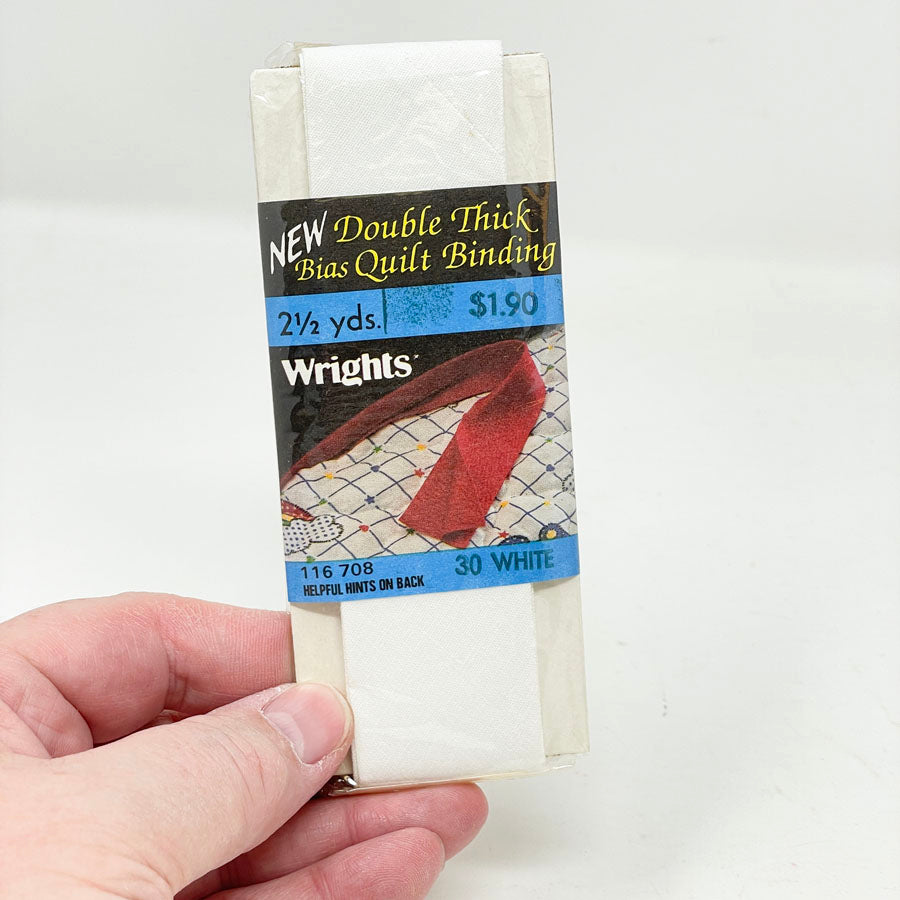 NEW Double Thick
Bias Quilt Binding
2½ yds.
$1.90
Wrights
116 708
30 WHITE
HELPFUL HINTS ON BACK